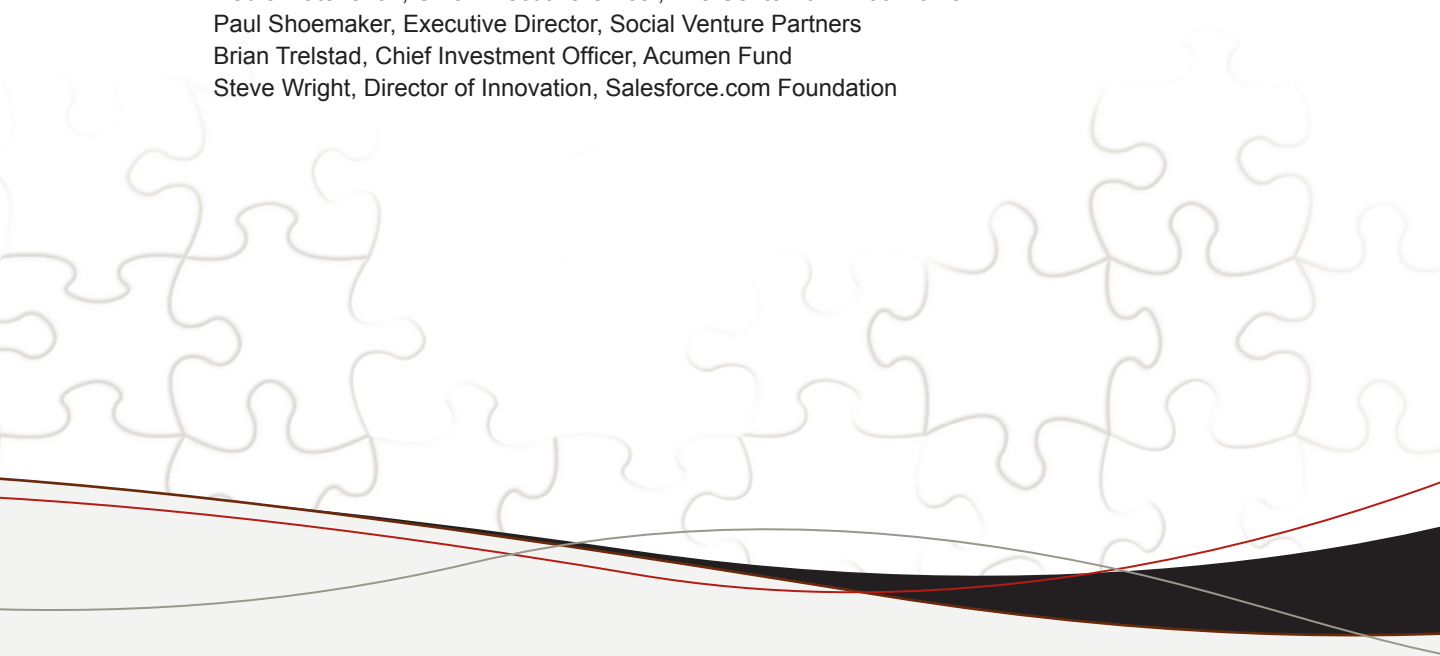 Paul Shoemaker, Executive Director, Social Venture Partners
Brian Trelstad, Chief Investment Officer, Acumen Fund
Steve Wright, Director of Innovation, Salesforce.com Foundation